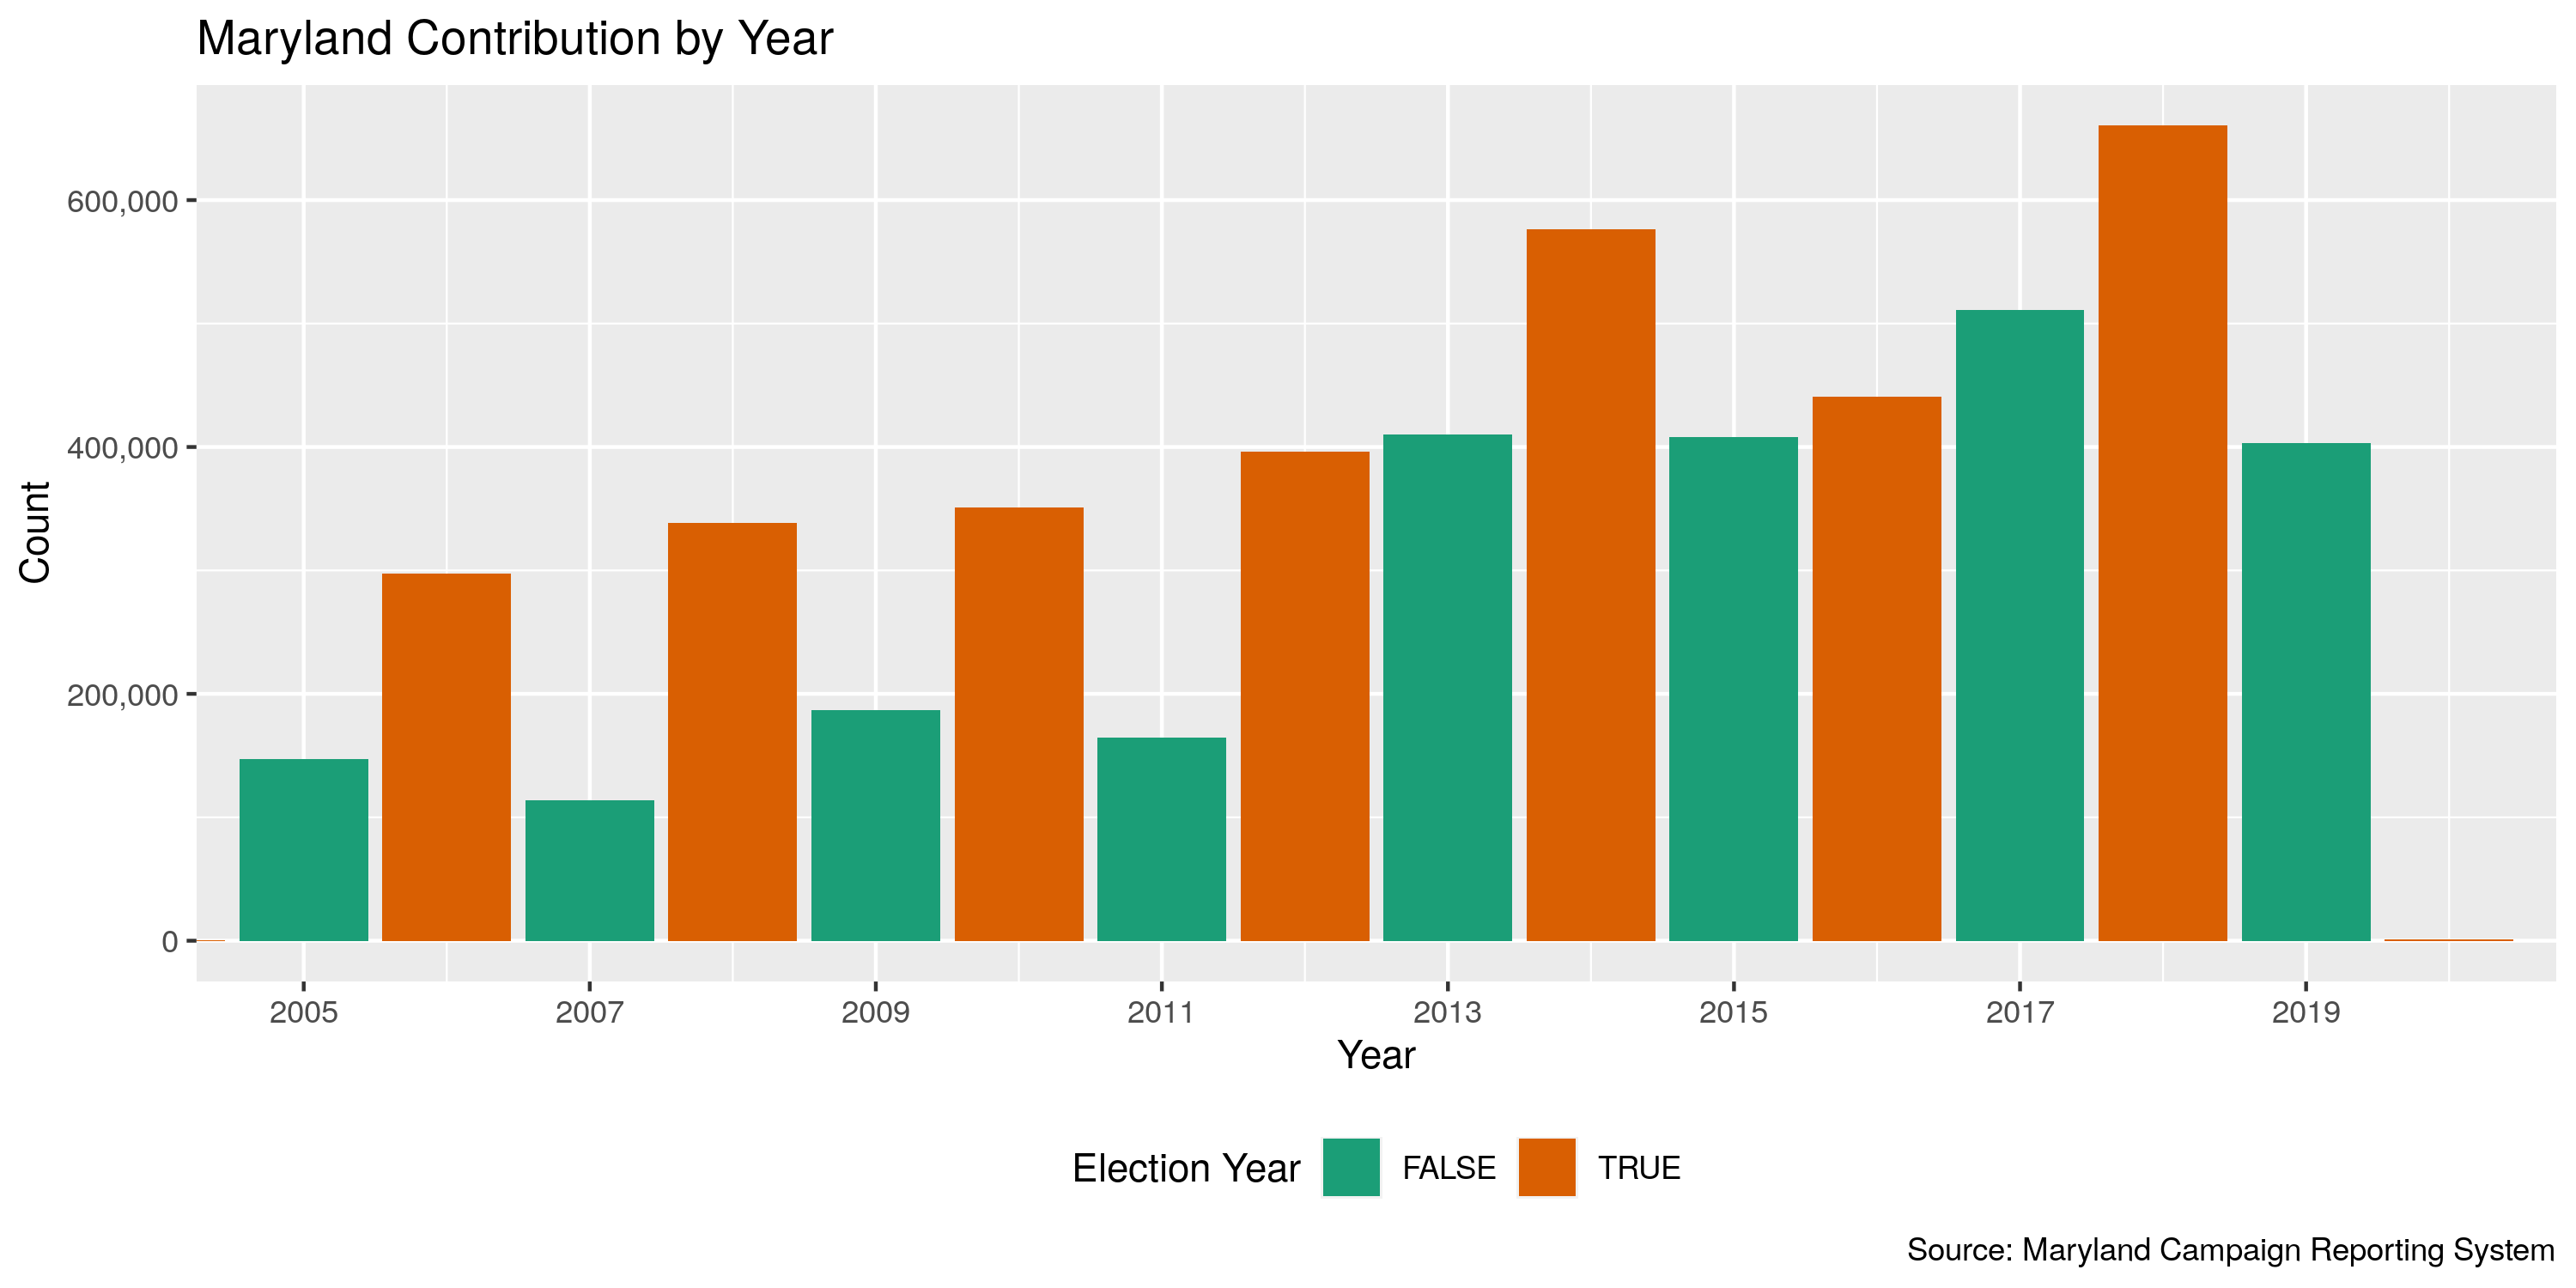 Maryland Contribution by Year
Count
600,000
400,000
200,000
0
2005 2007 2009 2011 2013 2015 2017 2019
Year
Election Year FALSE TRUE
Source: Maryland Campaign Reporting System